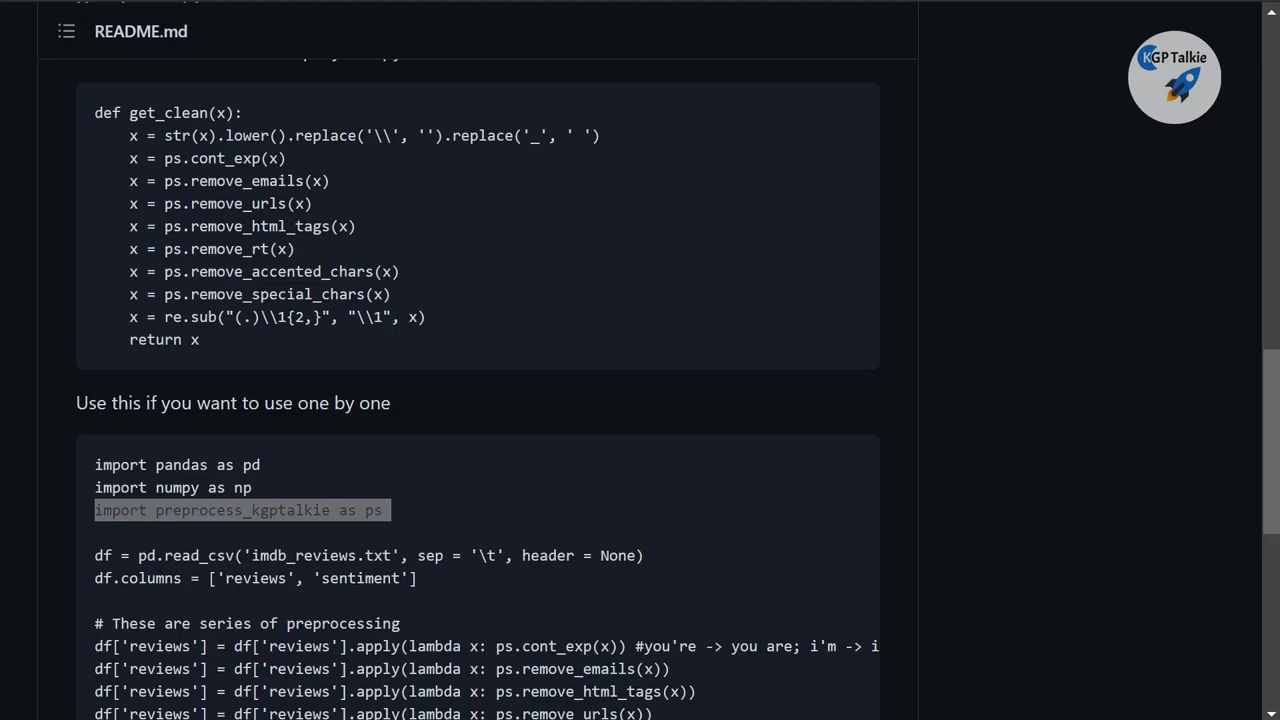 README.md
KGP Talkie
def get_clean(x):
x = str(x).lower().replace('\\', '').replace('_', ' ')
x = ps.cont_exp(x)
x = ps.remove_emails(x)
x = ps.remove_urls(x)
x = ps.remove_html_tags(x)
x = ps.remove_rt(x)
x = ps.remove_accented_chars(x)
x = ps.remove_special_chars(x)
x = re.sub("(.)\\1{2,}", "\\1", x)
return x
Use this if you want to use one by one
import pandas as pd
import numpy as np
import preprocess_kgptalkie as ps
df = pd.read_csv('imdb_reviews.txt', sep = '\t', header = None)
df.columns = ['reviews', 'sentiment']
# These are series of preprocessing
df['reviews'] = df['reviews'].apply(lambda x: ps.cont_exp(x)) #you're -> you are; i'm -> i
df['reviews'] = df['reviews'].apply(lambda x: ps.remove_emails(x))
df['reviews'] = df['reviews'].apply(lambda x: ps.remove_html_tags(x))
df['reviews'] = df['reviews'].apply(lambda x: ps.remove_urls(x))